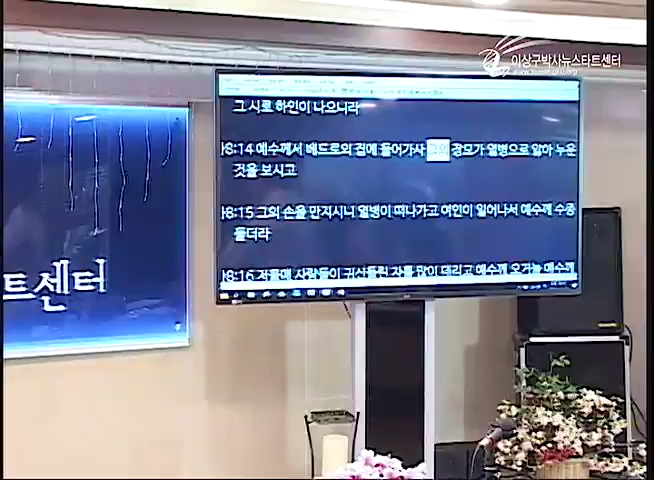 이상구박사뉴스타트센터
그 시로 하인이 나으니라
8:14 예수께서 베드로의 집에 들어가사 그의 장모가 열병으로 앓아 누운
것을 보시고
8:15 그의 손을 만지시니 열병이 떠나가고 여인이 일어나서 예수께 수종
들더라
8:16 저물매 사람들이 귀신들린 자를 많이 데리고 예수께 오거늘 예수께
트센터